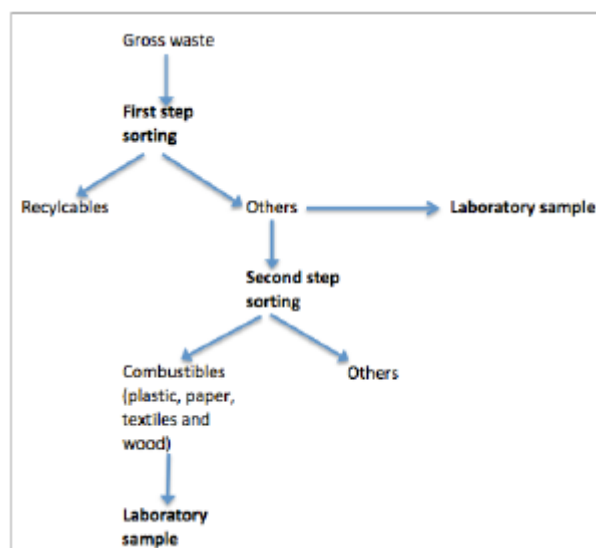 Gross waste
First step
sorting
Recylcables
Others
Laboratory sample
Second step
sorting
Combustibles
(plastic, paper,
textiles and
wood)
Others
Laboratory
sample